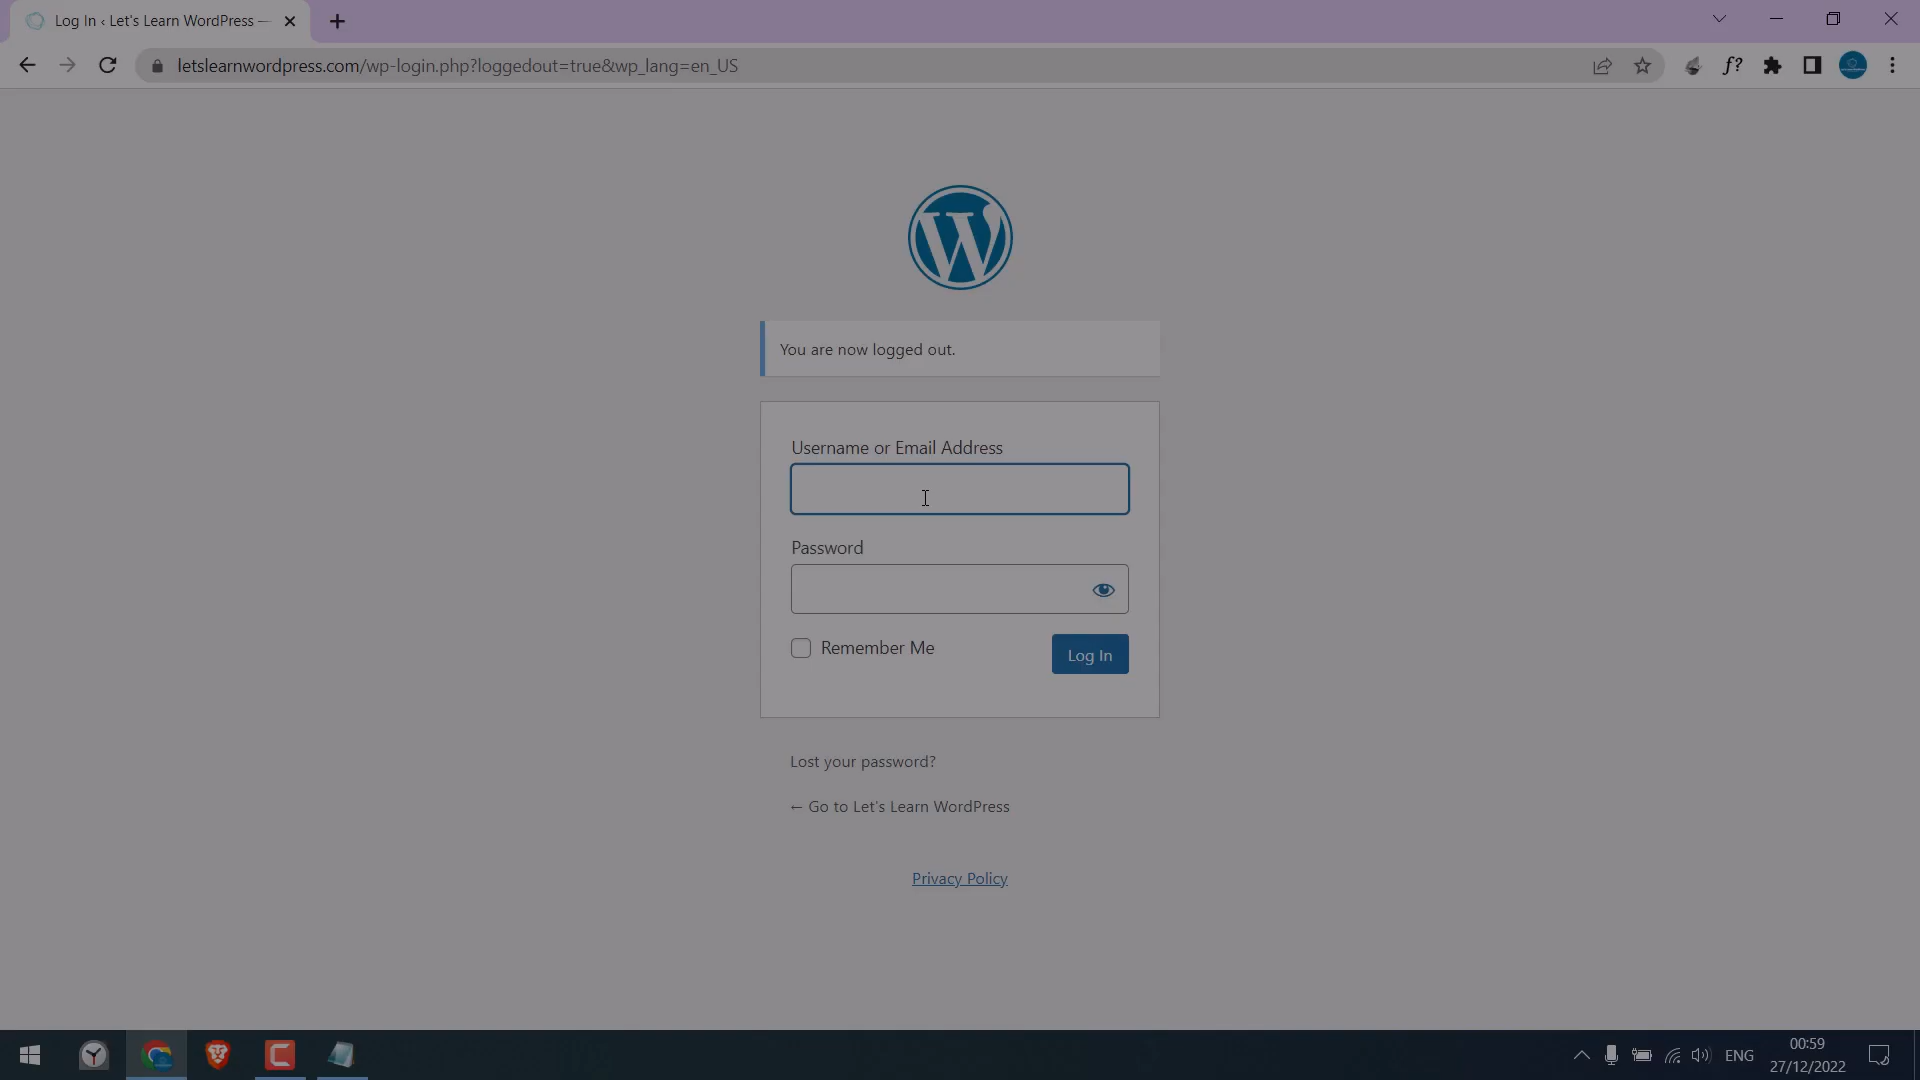 Log In ‹ Let's Learn WordPress —
letslearnwordpress.com/wp-login.php?loggedout=true&wp_lang=en_US
f?
You are now logged out.
Username or Email Address
Password
Remember Me
Log In
Lost your password?
← Go to Let's Learn WordPress
Privacy Policy
ENG
00:59
27/12/2022